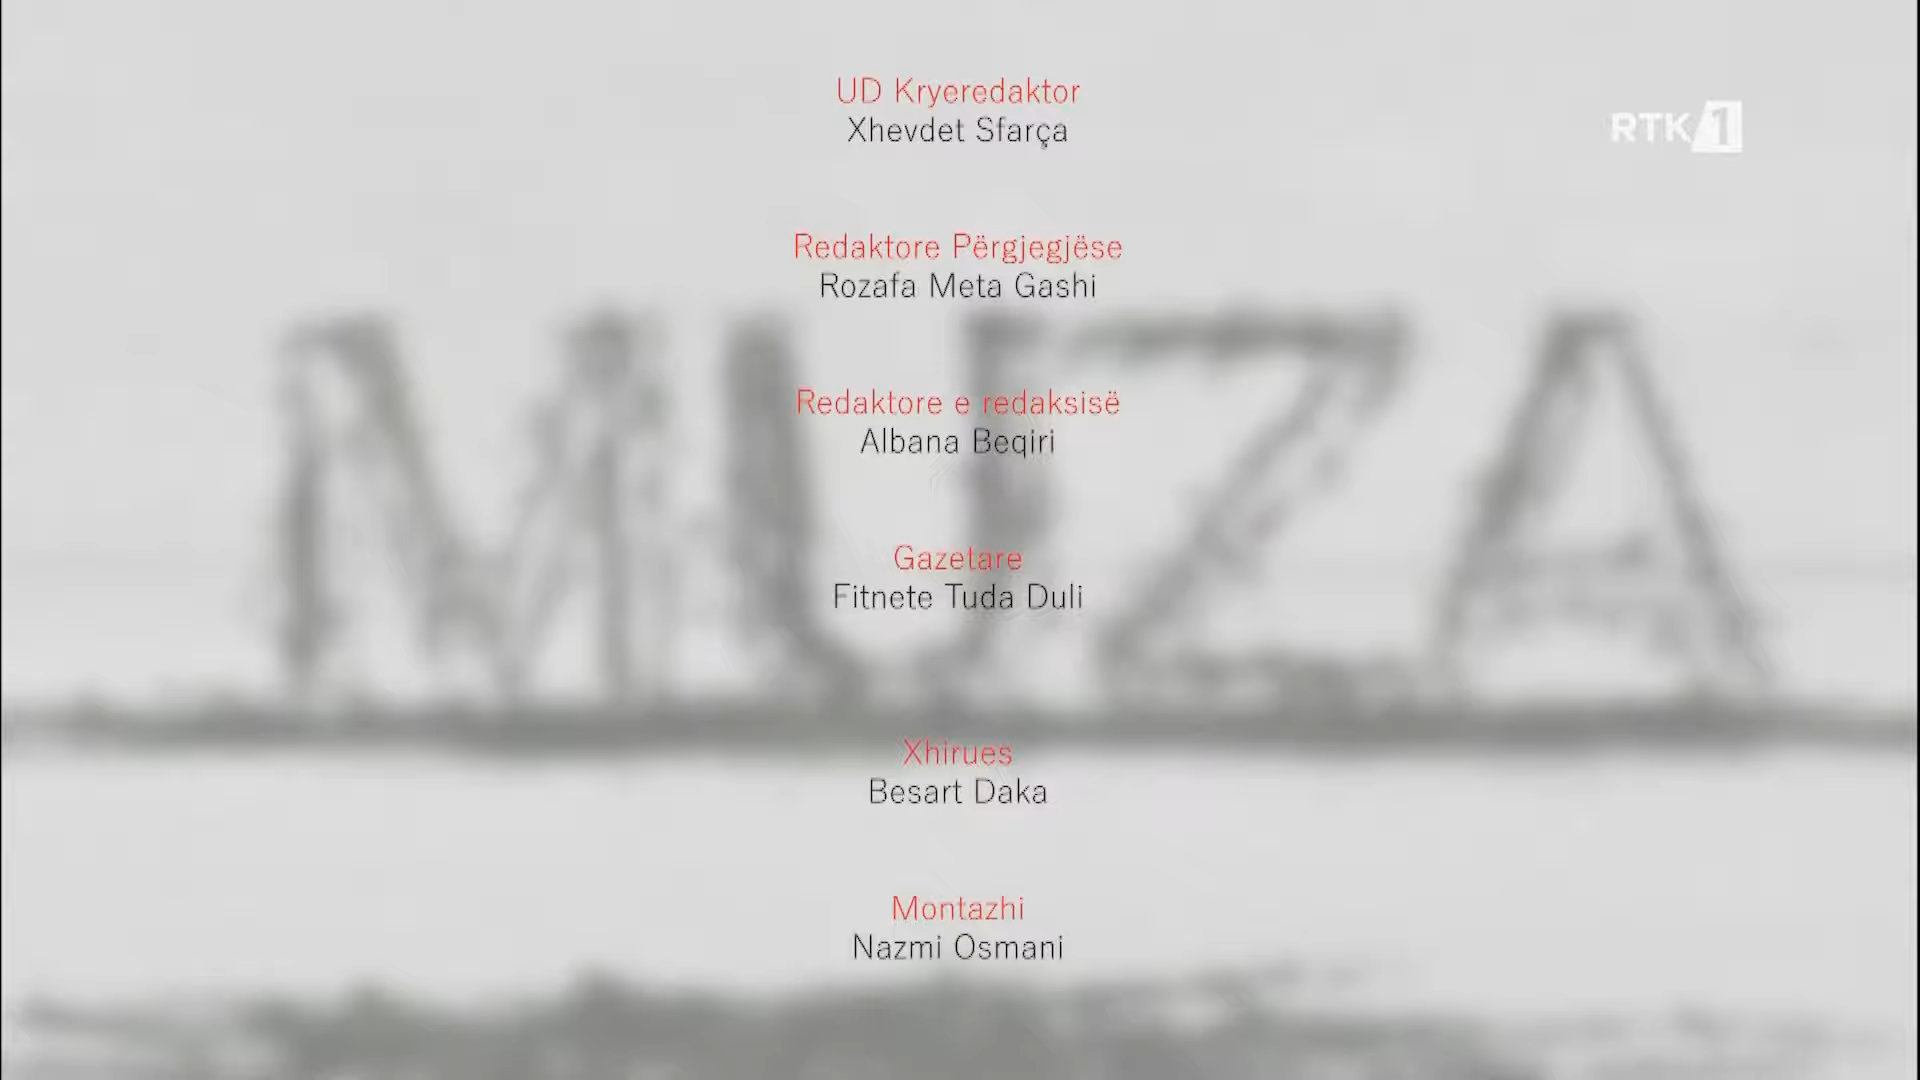 UD Kryeredaktor
Xhevdet Sfarça
RTK 1
Redaktore Përgjegjëse
Rozafa Meta Gashi
MUZA
Redaktore e redaksisë
Albana Beqiri
Gazetare
Fitnete Tuda Duli
Xhirues
Besart Daka
Montazhi
Nazmi Osmani